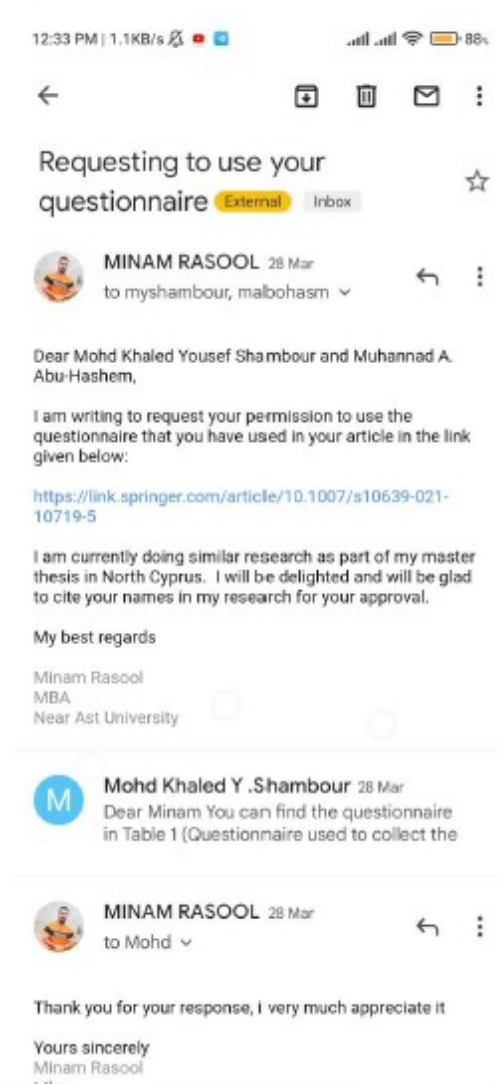 12:33 PM | 1.1KB/s
88%
Requesting to use your
questionnaire External Inbox
MINAM RASOOL 28 Mar
to myshambour, malbohasm
Dear Mohd Khaled Yousef Shambour and Muhannad A.
Abu-Hashem,
I am writing to request your permission to use the
questionnaire that you have used in your article in the link
given below:
https://link.springer.com/article/10.1007/s10639-021-
10719-5
I am currently doing similar research as part of my master
thesis in North Cyprus. I will be delighted and will be glad
to cite your names in my research for your approval.
My best regards
Minam Rasool
MBA
Near Ast University
M
Mohd Khaled Y .Shambour 28 Mar
Dear Minam You can find the questionnaire
in Table 1 (Questionnaire used to collect the
MINAM RASOOL 28 Mar
to Mohd
Thank you for your response, i very much appreciate it
Yours sincerely
Minam Rasool